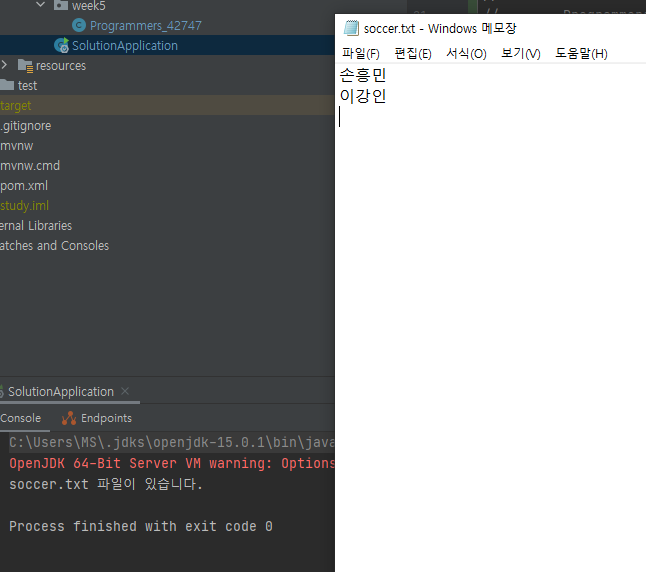 week5
Programmers_42747
SolutionApplication
resources
test
target
.gitignore
mvnw
mvnw.cmd
pom.xml
study.iml
ernal Libraries
atches and Consoles
soccer.txt - Windows 메모장
파일(F) 편집(E) 서식(O) 보기(V) 도움말(H)
손흥민
이강인
SolutionApplication
Console Endpoints
C:\Users\MS\.jdks\openjdk-15.0.1\bin\java
OpenJDK 64-Bit Server VM warning: Options
soccer.txt 파일이 있습니다.
Process finished with exit code 0